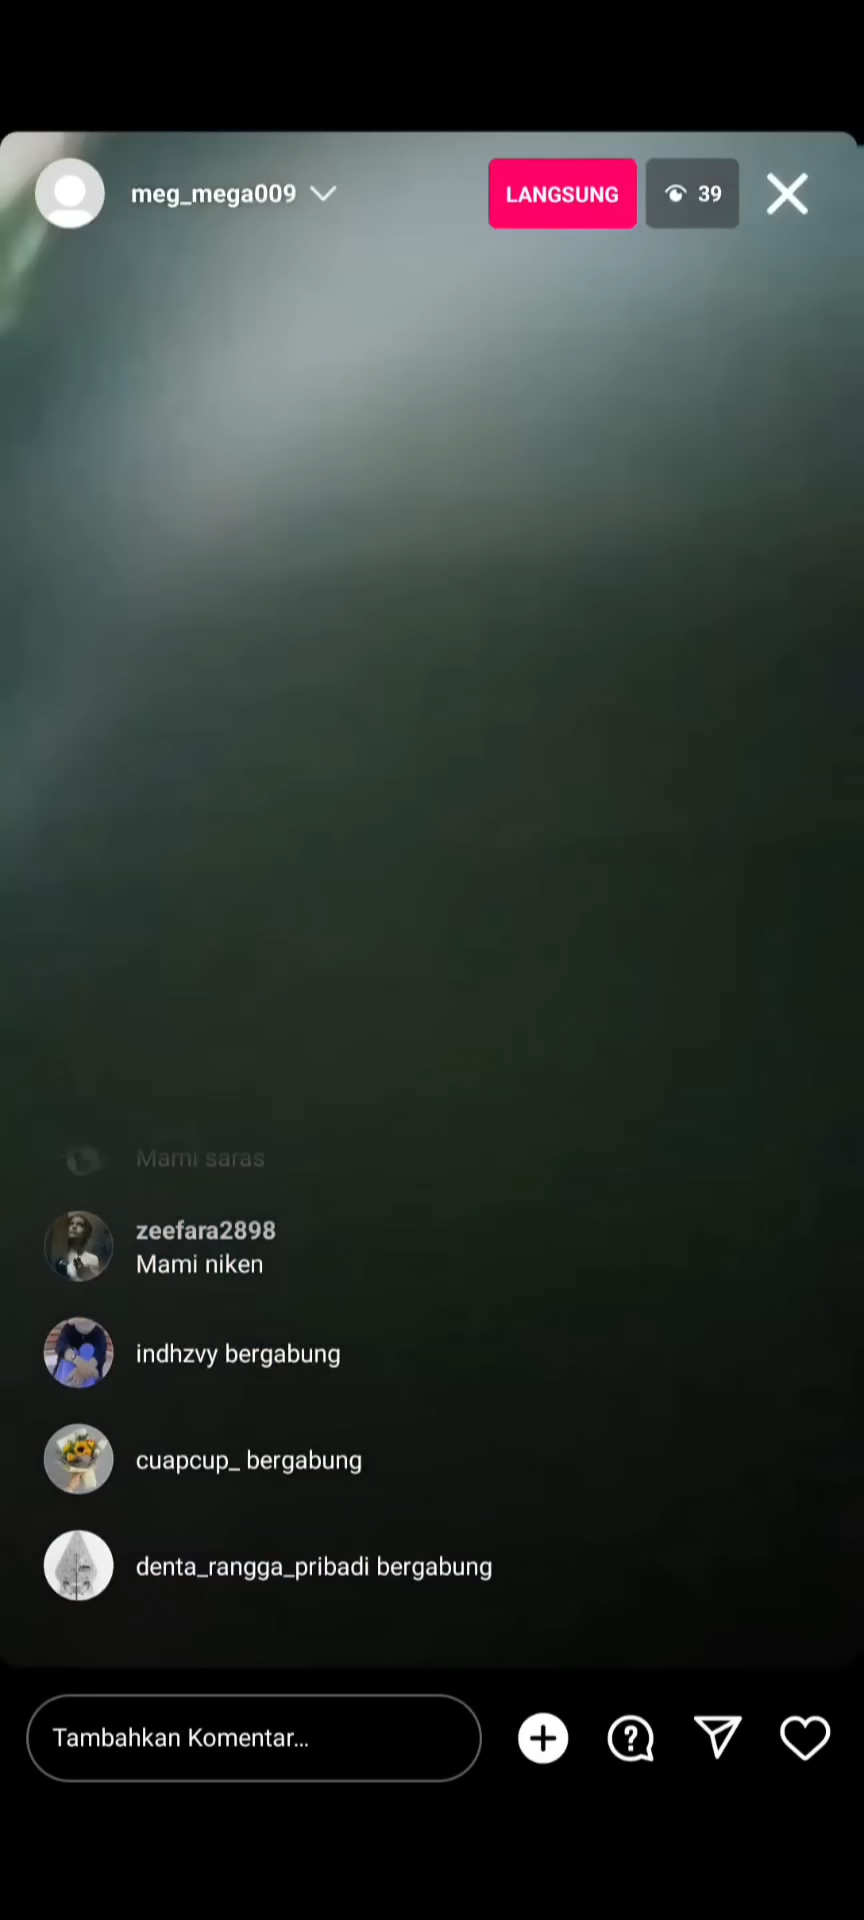 meg_mega009
LANGSUNG
39
Mami saras
zeefara2898
Mami niken
indhzvy bergabung
cuapcup_ bergabung
denta_rangga_pribadi bergabung
Tambahkan Komentar...